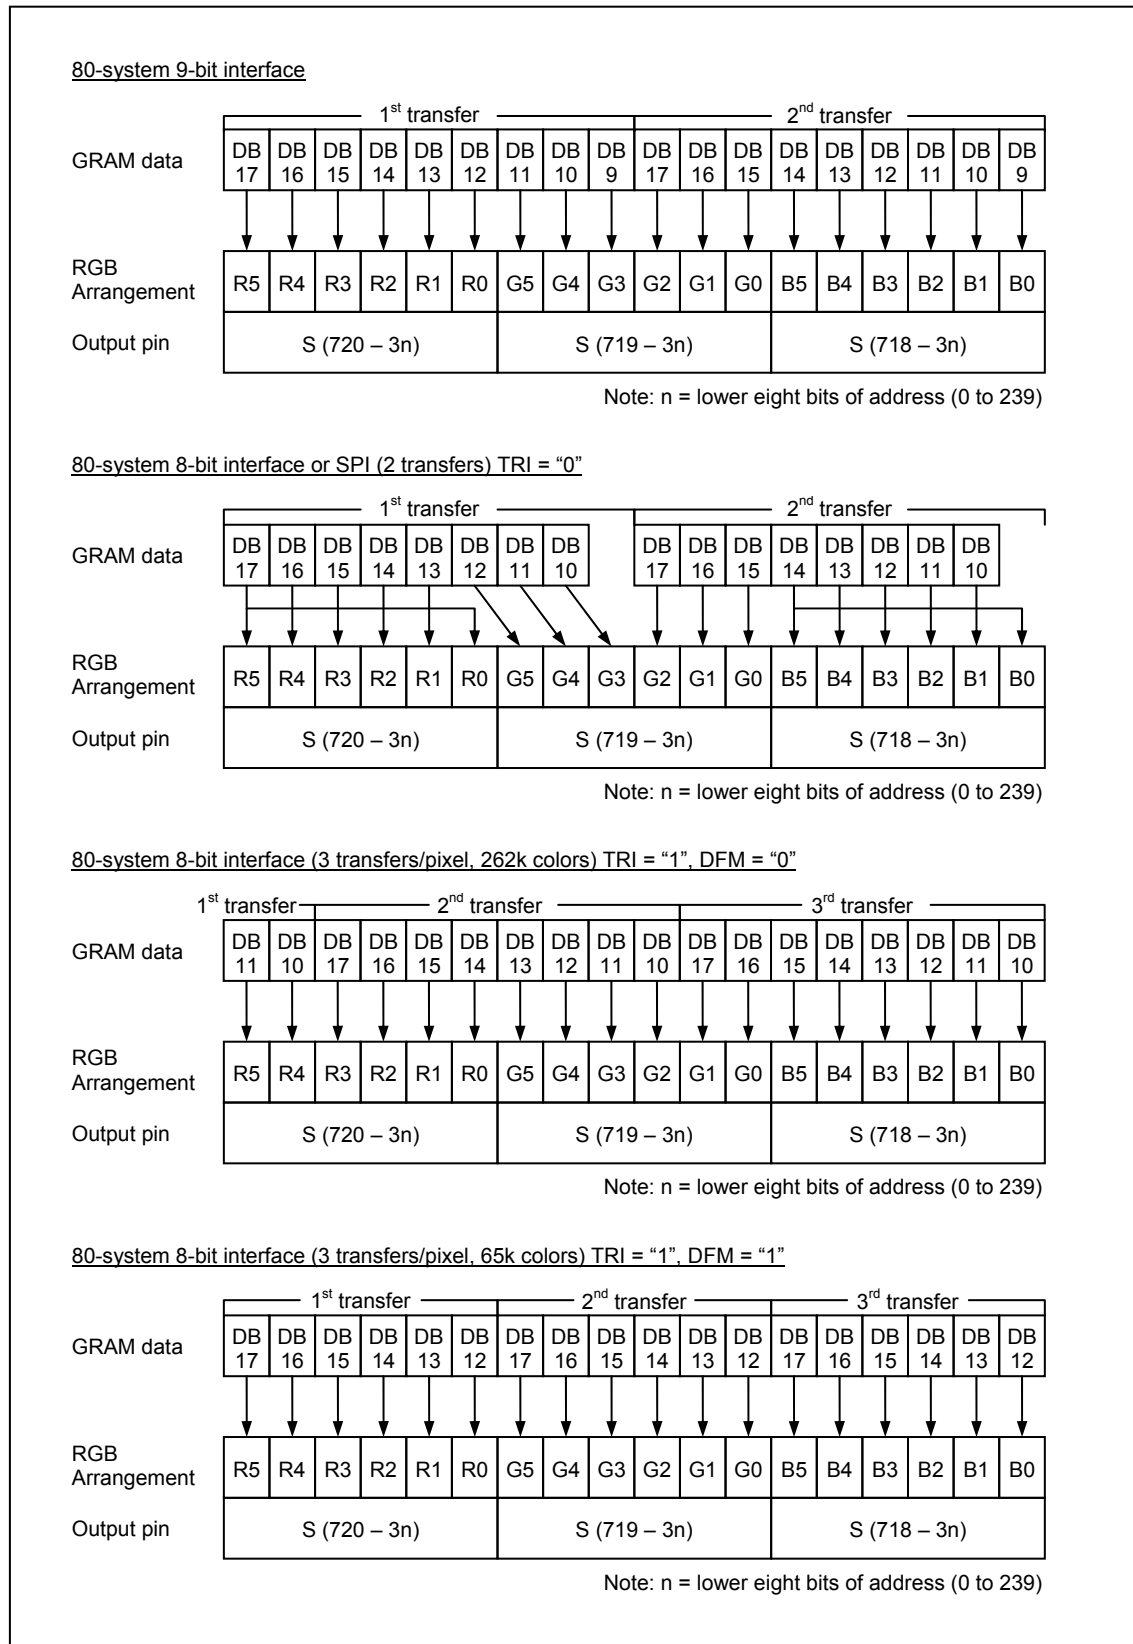 80-system 9-bit interface
1st transfer 2nd transfer
GRAM data DB 17 DB 16 DB 15 DB 14 DB 13 DB 12 DB 11 DB 10 DB 9 DB 17 DB 16 DB 15 DB 14 DB 13 DB 12 DB 11 DB 10 DB 9
RGB Arrangement R5 R4 R3 R2 R1 R0 G5 G4 G3 G2 G1 G0 B5 B4 B3 B2 B1 B0
Output pin S (720 – 3n) S (719 – 3n) S (718 – 3n)
Note: n = lower eight bits of address (0 to 239)
80-system 8-bit interface or SPI (2 transfers) TRI = “0”
1st transfer 2nd transfer
GRAM data DB 17 DB 16 DB 15 DB 14 DB 13 DB 12 DB 11 DB 10 DB 17 DB 16 DB 15 DB 14 DB 13 DB 12 DB 11 DB 10
RGB Arrangement R5 R4 R3 R2 R1 R0 G5 G4 G3 G2 G1 G0 B5 B4 B3 B2 B1 B0
Output pin S (720 – 3n) S (719 – 3n) S (718 – 3n)
Note: n = lower eight bits of address (0 to 239)
80-system 8-bit interface (3 transfers/pixel, 262k colors) TRI = “1”, DFM = “0”
1st transfer 2nd transfer 3rd transfer
GRAM data DB 11 DB 10 DB 17 DB 16 DB 15 DB 14 DB 13 DB 12 DB 11 DB 10 DB 17 DB 16 DB 15 DB 14 DB 13 DB 12 DB 11 DB 10
RGB Arrangement R5 R4 R3 R2 R1 R0 G5 G4 G3 G2 G1 G0 B5 B4 B3 B2 B1 B0
Output pin S (720 – 3n) S (719 – 3n) S (718 – 3n)
Note: n = lower eight bits of address (0 to 239)
80-system 8-bit interface (3 transfers/pixel, 65k colors) TRI = “1”, DFM = “1”
1st transfer 2nd transfer 3rd transfer
GRAM data DB 17 DB 16 DB 15 DB 14 DB 13 DB 12 DB 17 DB 16 DB 15 DB 14 DB 13 DB 12 DB 17 DB 16 DB 15 DB 14 DB 13 DB 12
RGB Arrangement R5 R4 R3 R2 R1 R0 G5 G4 G3 G2 G1 G0 B5 B4 B3 B2 B1 B0
Output pin S (720 – 3n) S (719 – 3n) S (718 – 3n)
Note: n = lower eight bits of address (0 to 239)